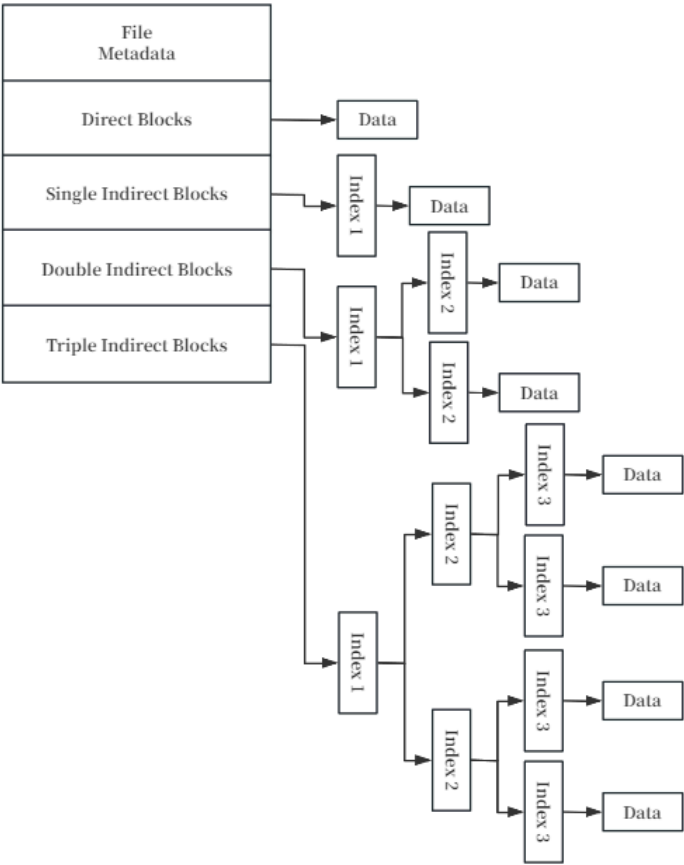 File
Metadata
Direct Blocks
Data
Single Indirect Blocks
Index 1
Data
Double Indirect Blocks
Index 1
Index 2
Data
Index 2
Data
Triple Indirect Blocks
Index 1
Index 2
Index 3
Data
Index 3
Data
Index 2
Index 3
Data
Index 3
Data